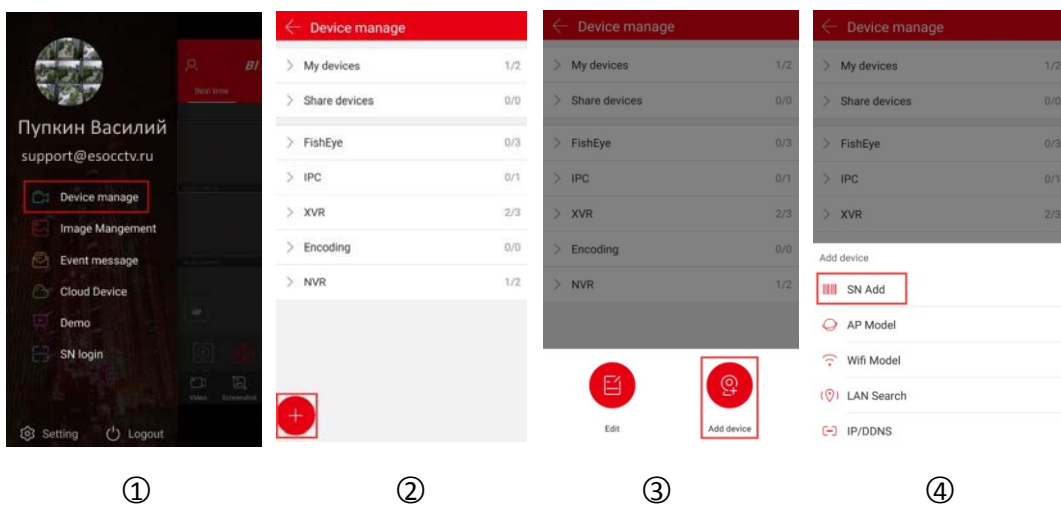 Пупкин Василий
support@esocctv.ru
Device manage
Image Mangement
Event message
Cloud Device
Demo
SN login
Setting
Logout
BI
Real time
Video
Screenshot
①
Device manage
My devices 1/2
Share devices 0/0
FishEye 0/3
IPC 0/1
XVR 2/3
Encoding 0/0
NVR 1/2
②
Device manage
My devices 1/2
Share devices 0/0
FishEye 0/3
IPC 0/1
XVR 2/3
Encoding 0/0
NVR 1/2
Edit
Add device
③
Device manage
My devices 1/2
Share devices 0/0
FishEye 0/3
IPC 0/1
XVR 2/3
Add device
SN Add
AP Model
Wifi Model
LAN Search
IP/DDNS
④